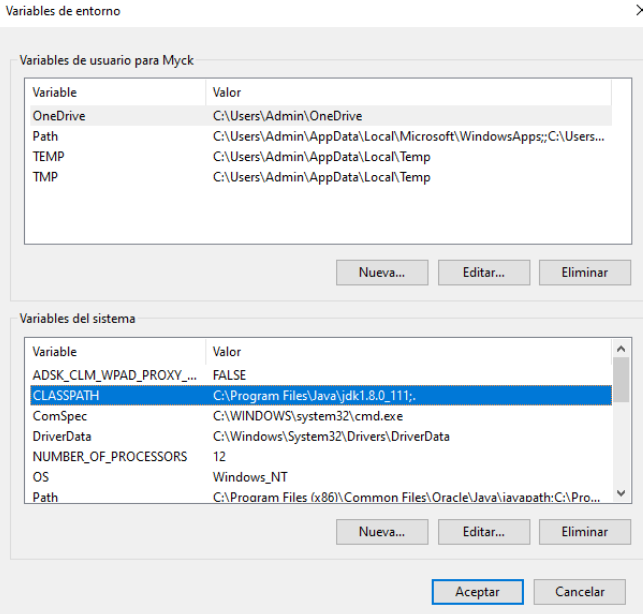 Variables de entorno
Variables de usuario para Myck
Variable Valor
OneDrive C:\Users\Admin\OneDrive
Path C:\Users\Admin\AppData\Local\Microsoft\WindowsApps;;C:\Users...
TEMP C:\Users\Admin\AppData\Local\Temp
TMP C:\Users\Admin\AppData\Local\Temp
Nueva... Editar... Eliminar
Variables del sistema
Variable Valor
ADSK_CLM_WPAD_PROXY_... FALSE
CLASSPATH C:\Program Files\Java\jdk1.8.0_111;.
ComSpec C:\WINDOWS\system32\cmd.exe
DriverData C:\Windows\System32\Drivers\DriverData
NUMBER_OF_PROCESSORS 12
OS Windows_NT
Path C:\Program Files (x86)\Common Files\Oracle\Java\javapath;C:\Pro...
Nueva... Editar... Eliminar
Aceptar Cancelar